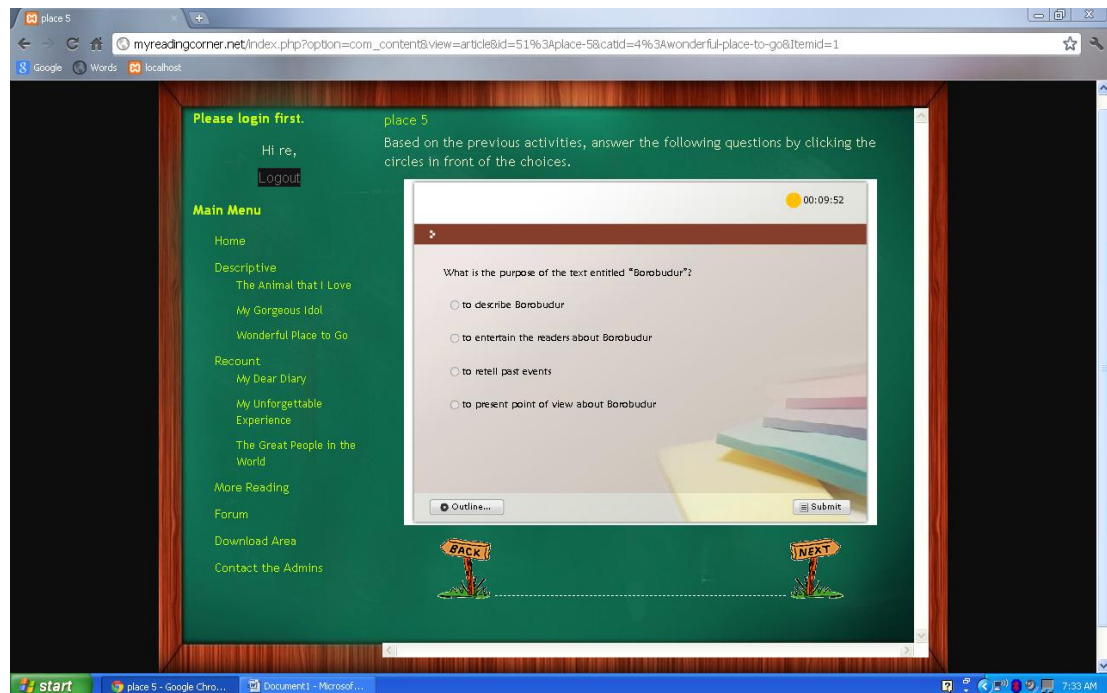 place 5
myreadingcorner.net/index.php?option=com_content&view=article&id=51%3Aplace-5&catid=4%3Awonderful-place-to-go&Itemid=1
Google Words localhost
Please login first.
Hi re,
Logout
Main Menu
Home
Descriptive
The Animal that I Love
My Gorgeous Idol
Wonderful Place to Go
Recount
My Dear Diary
My Unforgettable
Experience
The Great People in the
World
More Reading
Forum
Download Area
Contact the Admins
place 5
Based on the previous activities, answer the following questions by clicking the
circles in front of the choices.
00:09:52
What is the purpose of the text entitled “Borobudur”?
to describe Borobudur
to entertain the readers about Borobudur
to retell past events
to present point of view about Borobudur
Outline...
Submit
BACK
NEXT
start
place 5 - Google Chro...
Document1 - Microsof...
7:33 AM